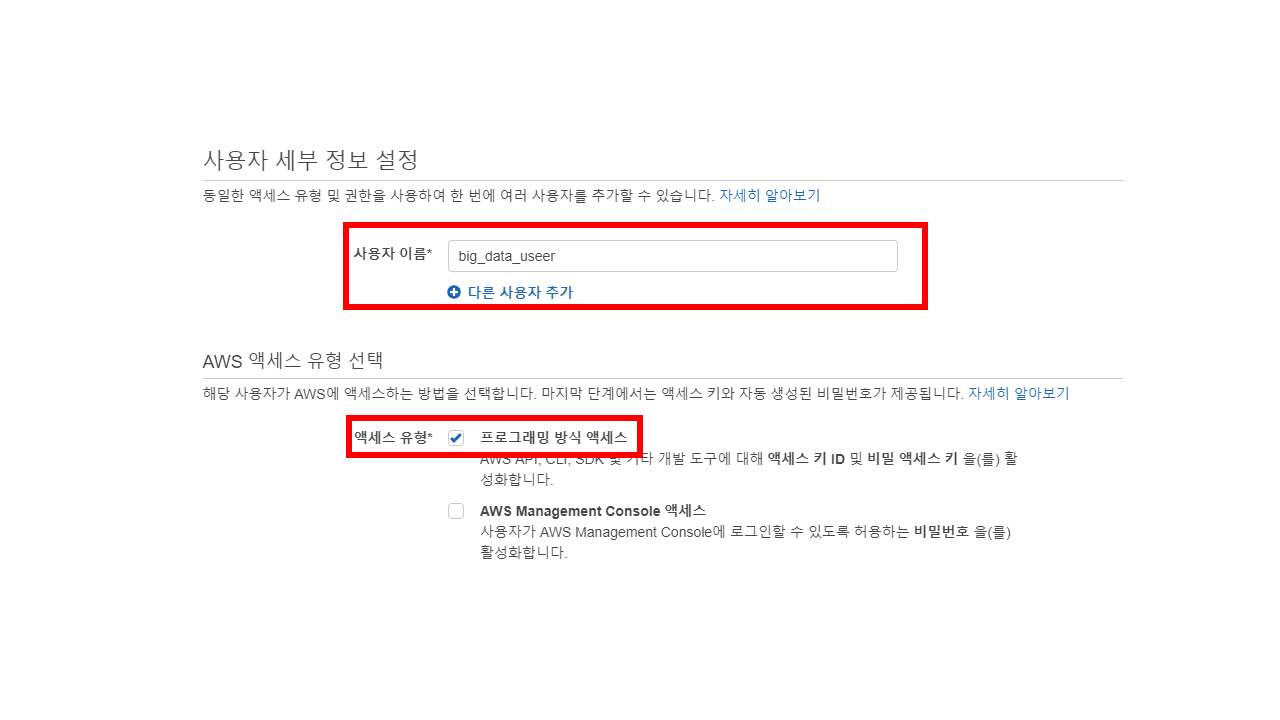 사용자 세부 정보 설정
동일한 액세스 유형 및 권한을 사용하여 한 번에 여러 사용자를 추가할 수 있습니다. 자세히 알아보기
사용자 이름* big_data_useer
다른 사용자 추가
AWS 액세스 유형 선택
해당 사용자가 AWS에 액세스하는 방법을 선택합니다. 마지막 단계에서는 액세스 키와 자동 생성된 비밀번호가 제공됩니다. 자세히 알아보기
액세스 유형* 프로그래밍 방식 액세스
AWS API, CLI, SDK 및 기타 개발 도구에 대해 액세스 키 ID 및 비밀 액세스 키 을(를) 활
성화합니다.
AWS Management Console 액세스
사용자가 AWS Management Console에 로그인할 수 있도록 허용하는 비밀번호 을(를)
활성화합니다.